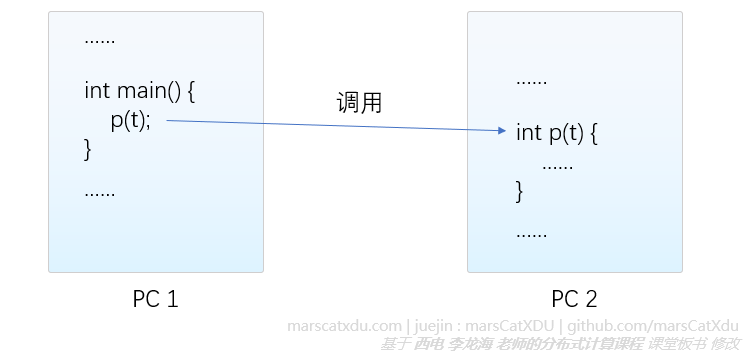 ......
int main() {
p(t);
}
......
PC 1
调用
......
int p(t) {
......
}
......
PC 2
marscatxdu.com | juejin : marsCatXDU | github.com/marsCatXdu
基于 西电 李龙海 老师的分布式计算课程 课堂板书 修改